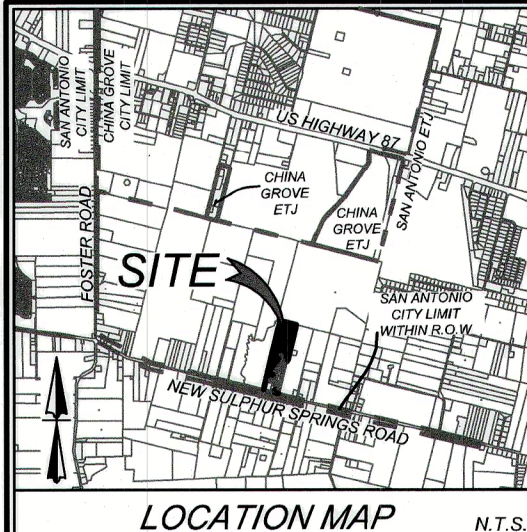 SAN ANTONIO
CITY LIMIT
CHINA GROVE
CITY LIMIT
US HIGHWAY 87
SAN ANTONIO ETJ
CHINA
GROVE
ETJ
CHINA
GROVE
ETJ
FOSTER ROAD
SITE
SAN ANTONIO
CITY LIMIT
WITHIN R.O.W.
NEW SULPHUR SPRINGS ROAD
LOCATION MAP
N.T.S.